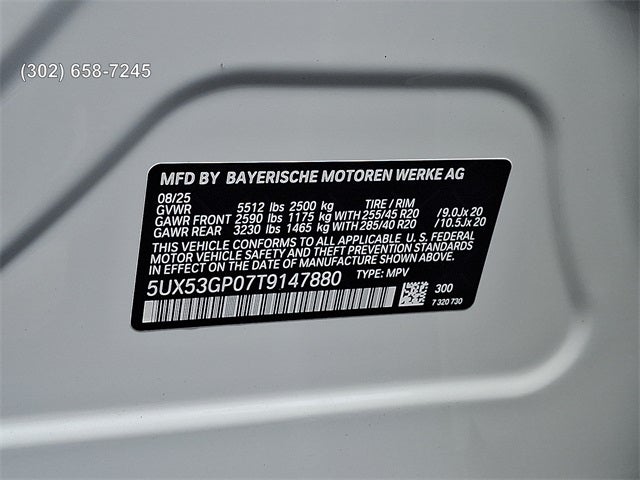 (302) 658-7245
MFD BY BAYERISCHE MOTOREN WERKE AG
08/25
GVWR 5512 lbs 2500 kg TIRE / RIM
GAWR FRONT 2590 lbs 1175 kg WITH 255/45 R20 /9.0Jx 20
GAWR REAR 3230 lbs 1465 kg WITH 285/40 R20 /10.5Jx 20
THIS VEHICLE CONFORMS TO ALL APPLICABLE U.S. FEDERAL
MOTOR VEHICLE SAFETY AND THEFT PREVENTION
STANDARDS IN EFFECT ON THE DATE OF MANUFACTURE SHOWN ABOVE.
5UX53GP07T9147880 TYPE: MPV
300
7 320 730